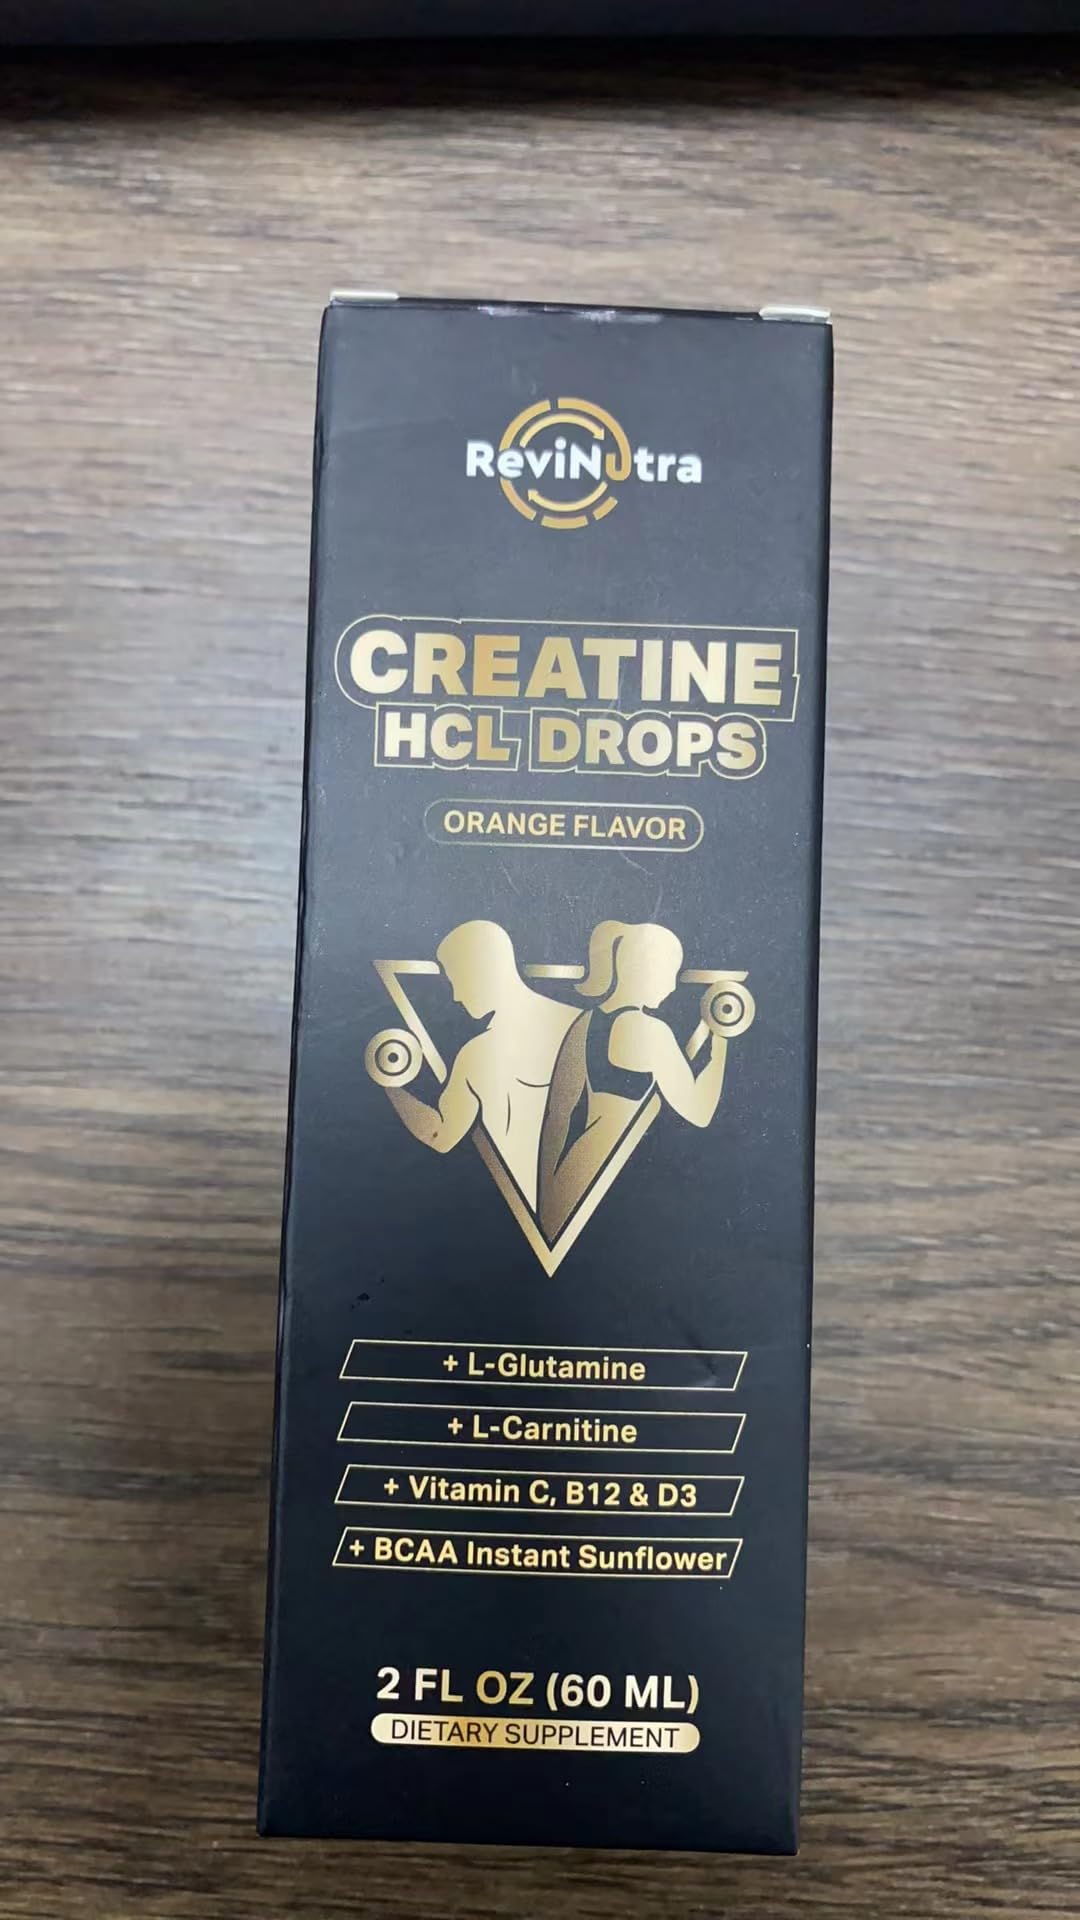 ReviNutra
CREATINE
HCL DROPS
ORANGE FLAVOR
+ L-Glutamine
+ L-Carnitine
+ Vitamin C, B12 & D3
+ BCAA Instant Sunflower
2 FL OZ (60 ML)
DIETARY SUPPLEMENT